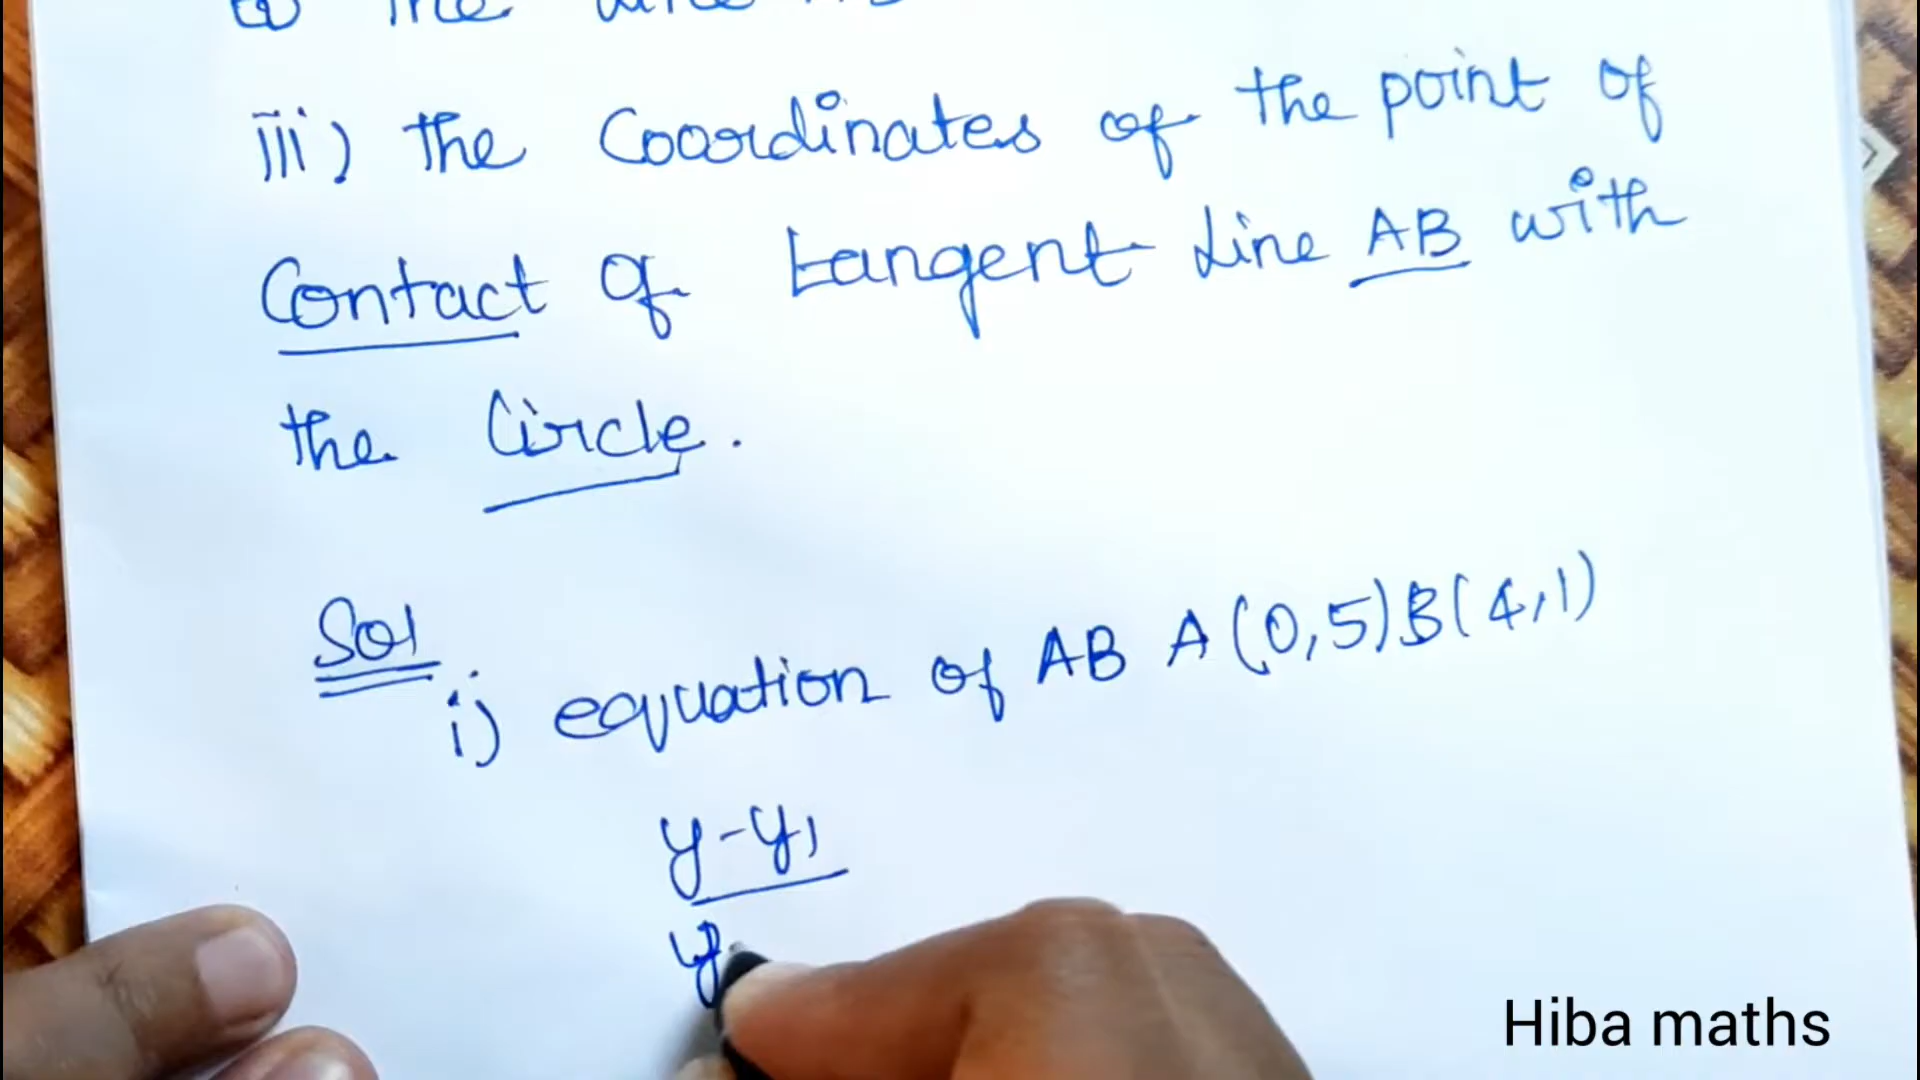 iii) the Coordinates of the point of
Contact of tangent Line AB with
the Circle.
Sol
i) equation of AB A(0,5) B(4,1)
y-y1
y
Hiba maths